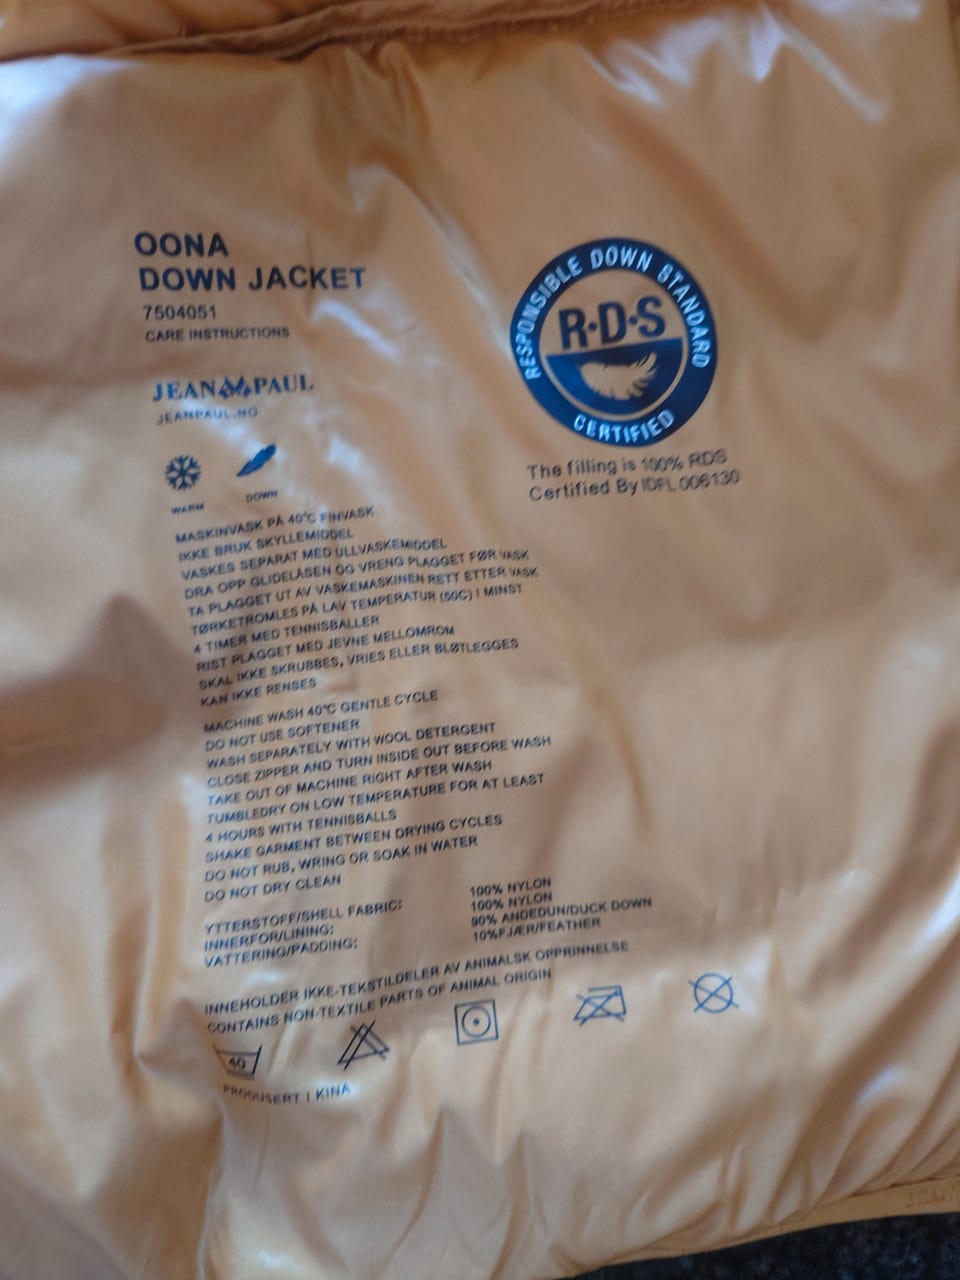 OONA
DOWN JACKET
7504051
CARE INSTRUCTIONS
JEAN PAUL
JEANPAUL.NO
WARM
DOWN
RESPONSIBLE DOWN STANDARD
R·D·S
CERTIFIED
The filling is 100% RDS
Certified By IDFL 006130
MASKINVASK PÅ 40°C FINVASK
IKKE BRUK SKYLLEMIDDEL
VASKES SEPARAT MED ULLVASKEMIDDEL
DRA OPP GLIDELÅSEN OG VRENG PLAGGET FØR VASK
TA PLAGGET UT AV VASKEMASKINEN RETT ETTER VASK
TØRKETROMLES PÅ LAV TEMPERATUR (50C) I MINST
4 TIMER MED TENNISBALLER
RIST PLAGGET MED JEVNE MELLOMROM
SKAL IKKE SKRUBBES, VRIES ELLER BLØTLEGGES
KAN IKKE RENSES
MACHINE WASH 40°C GENTLE CYCLE
DO NOT USE SOFTENER
WASH SEPARATELY WITH WOOL DETERGENT
CLOSE ZIPPER AND TURN INSIDE OUT BEFORE WASH
TAKE OUT OF MACHINE RIGHT AFTER WASH
TUMBLEDRY ON LOW TEMPERATURE FOR AT LEAST
4 HOURS WITH TENNISBALLS
SHAKE GARMENT BETWEEN DRYING CYCLES
DO NOT RUB, WRING OR SOAK IN WATER
DO NOT DRY CLEAN
YTTERSTOFF/SHELL FABRIC: 100% NYLON
INNERFOR/LINING: 100% NYLON
VATTERING/PADDING: 90% ANDEDUN/DUCK DOWN
10%FJÆR/FEATHER
INNEHOLDER IKKE-TEKSTILDELER AV ANIMALSK OPPRINNELSE
CONTAINS NON-TEXTILE PARTS OF ANIMAL ORIGIN
40
PRODUSERT I KINA